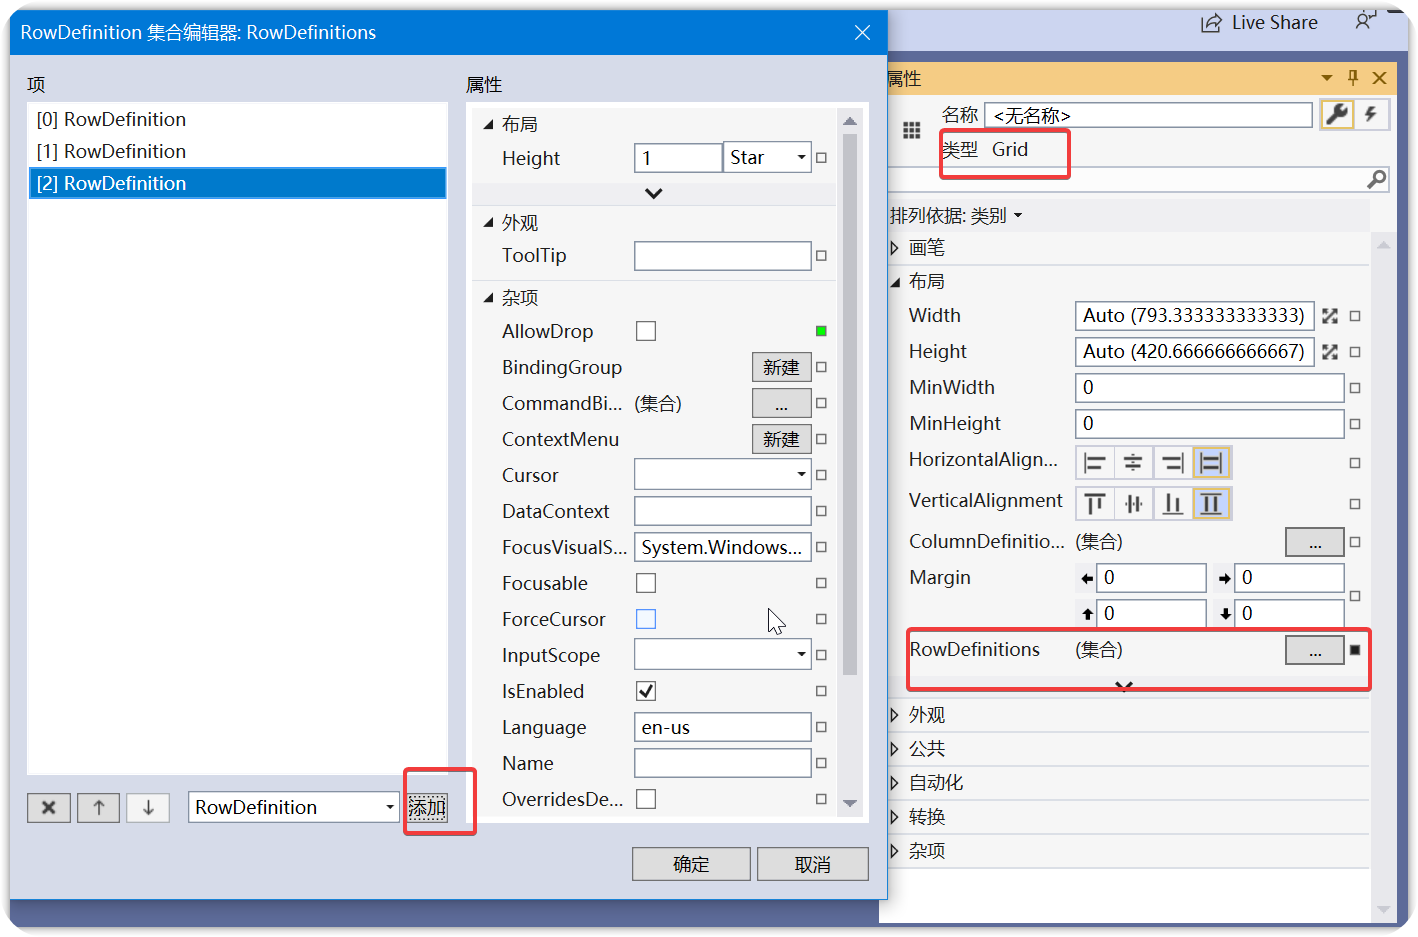 RowDefinition 集合编辑器: RowDefinitions
项
[0] RowDefinition
[1] RowDefinition
[2] RowDefinition
RowDefinition
添加
属性
布局
Height 1 Star
外观
ToolTip
杂项
AllowDrop
BindingGroup 新建
CommandBi... (集合) ...
ContextMenu 新建
Cursor
DataContext
FocusVisualS... System.Windows...
Focusable
ForceCursor
InputScope
IsEnabled
Language en-us
Name
OverridesDe...
确定 取消
Live Share
属性
名称 <无名称>
类型 Grid
排列依据: 类别
画笔
布局
Width Auto (793.333333333333)
Height Auto (420.666666666667)
MinWidth 0
MinHeight 0
HorizontalAlign...
VerticalAlignment
ColumnDefinitio... (集合) ...
Margin 0 0
0 0
RowDefinitions (集合) ...
外观
公共
自动化
转换
杂项